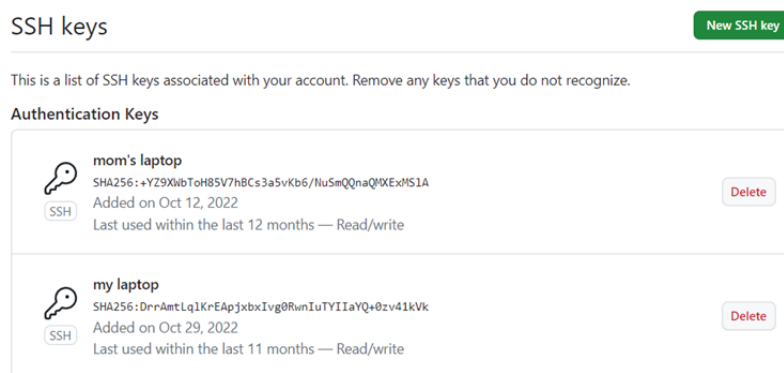 SSH keys
New SSH key
This is a list of SSH keys associated with your account. Remove any keys that you do not recognize.
Authentication Keys
mom's laptop
SHA256:+YZ9XWbToH85V7hBCs3a5vKb6/NuSmQQnaQMXExMS1A
SSH
Added on Oct 12, 2022
Last used within the last 12 months — Read/write
Delete
my laptop
SHA256:DrrAmtLqlKrEApjxbxIvg0RwnIuTYIIaYQ+0zv41kVk
SSH
Added on Oct 29, 2022
Last used within the last 11 months — Read/write
Delete